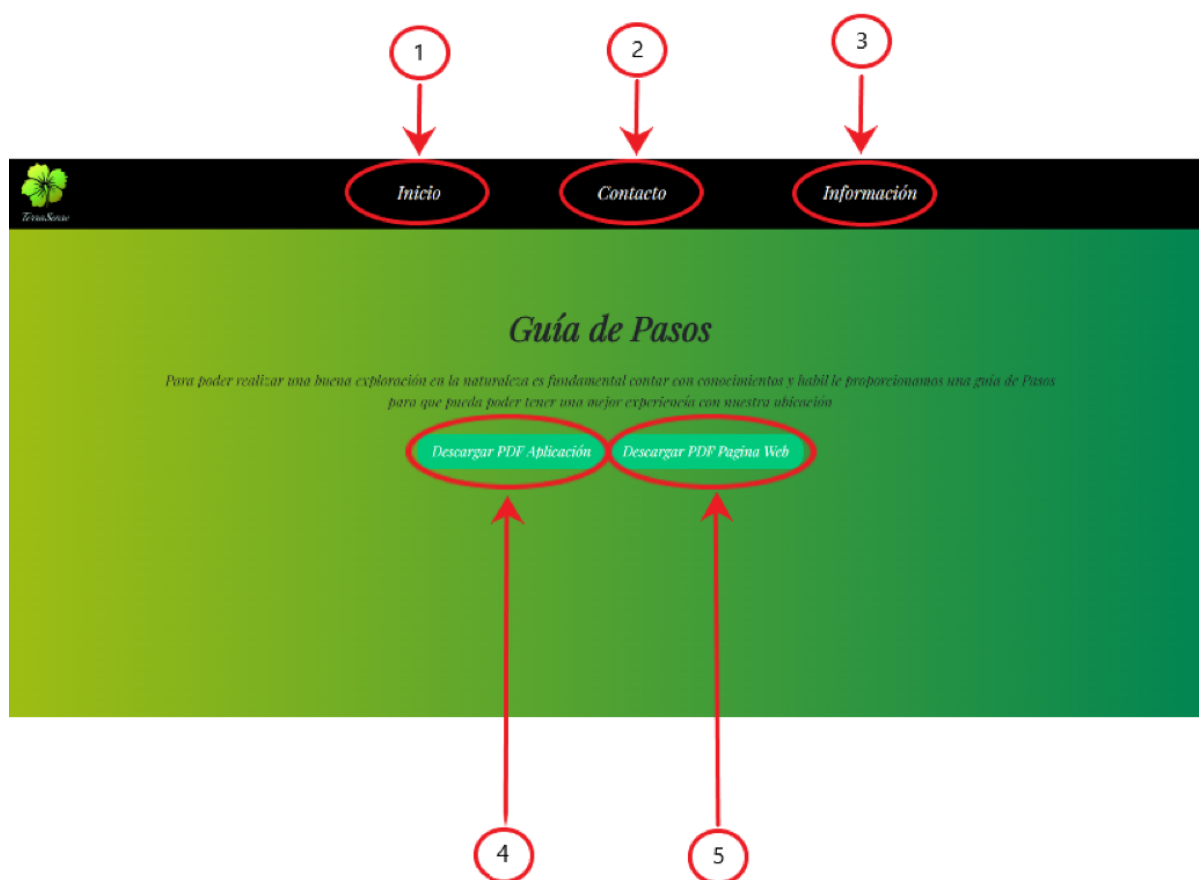 1
2
3
TerraSense
Inicio
Contacto
Información
Guía de Pasos
Para poder realizar una buena exploración en la naturaleza es fundamental contar con conocimientos y habil le proporcionamos una guía de Pasos
para que pueda poder tener una mejor experiencia con nuestra ubicación
Descargar PDF Aplicación
Descargar PDF Pagina Web
4
5